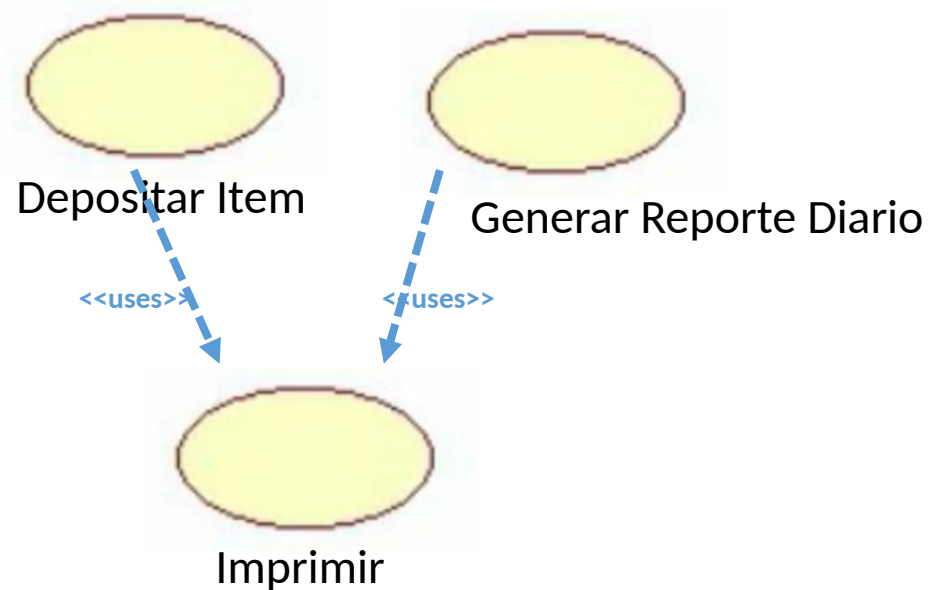 Depositar Item
Generar Reporte Diario
<<uses>>
<<uses>>
Imprimir